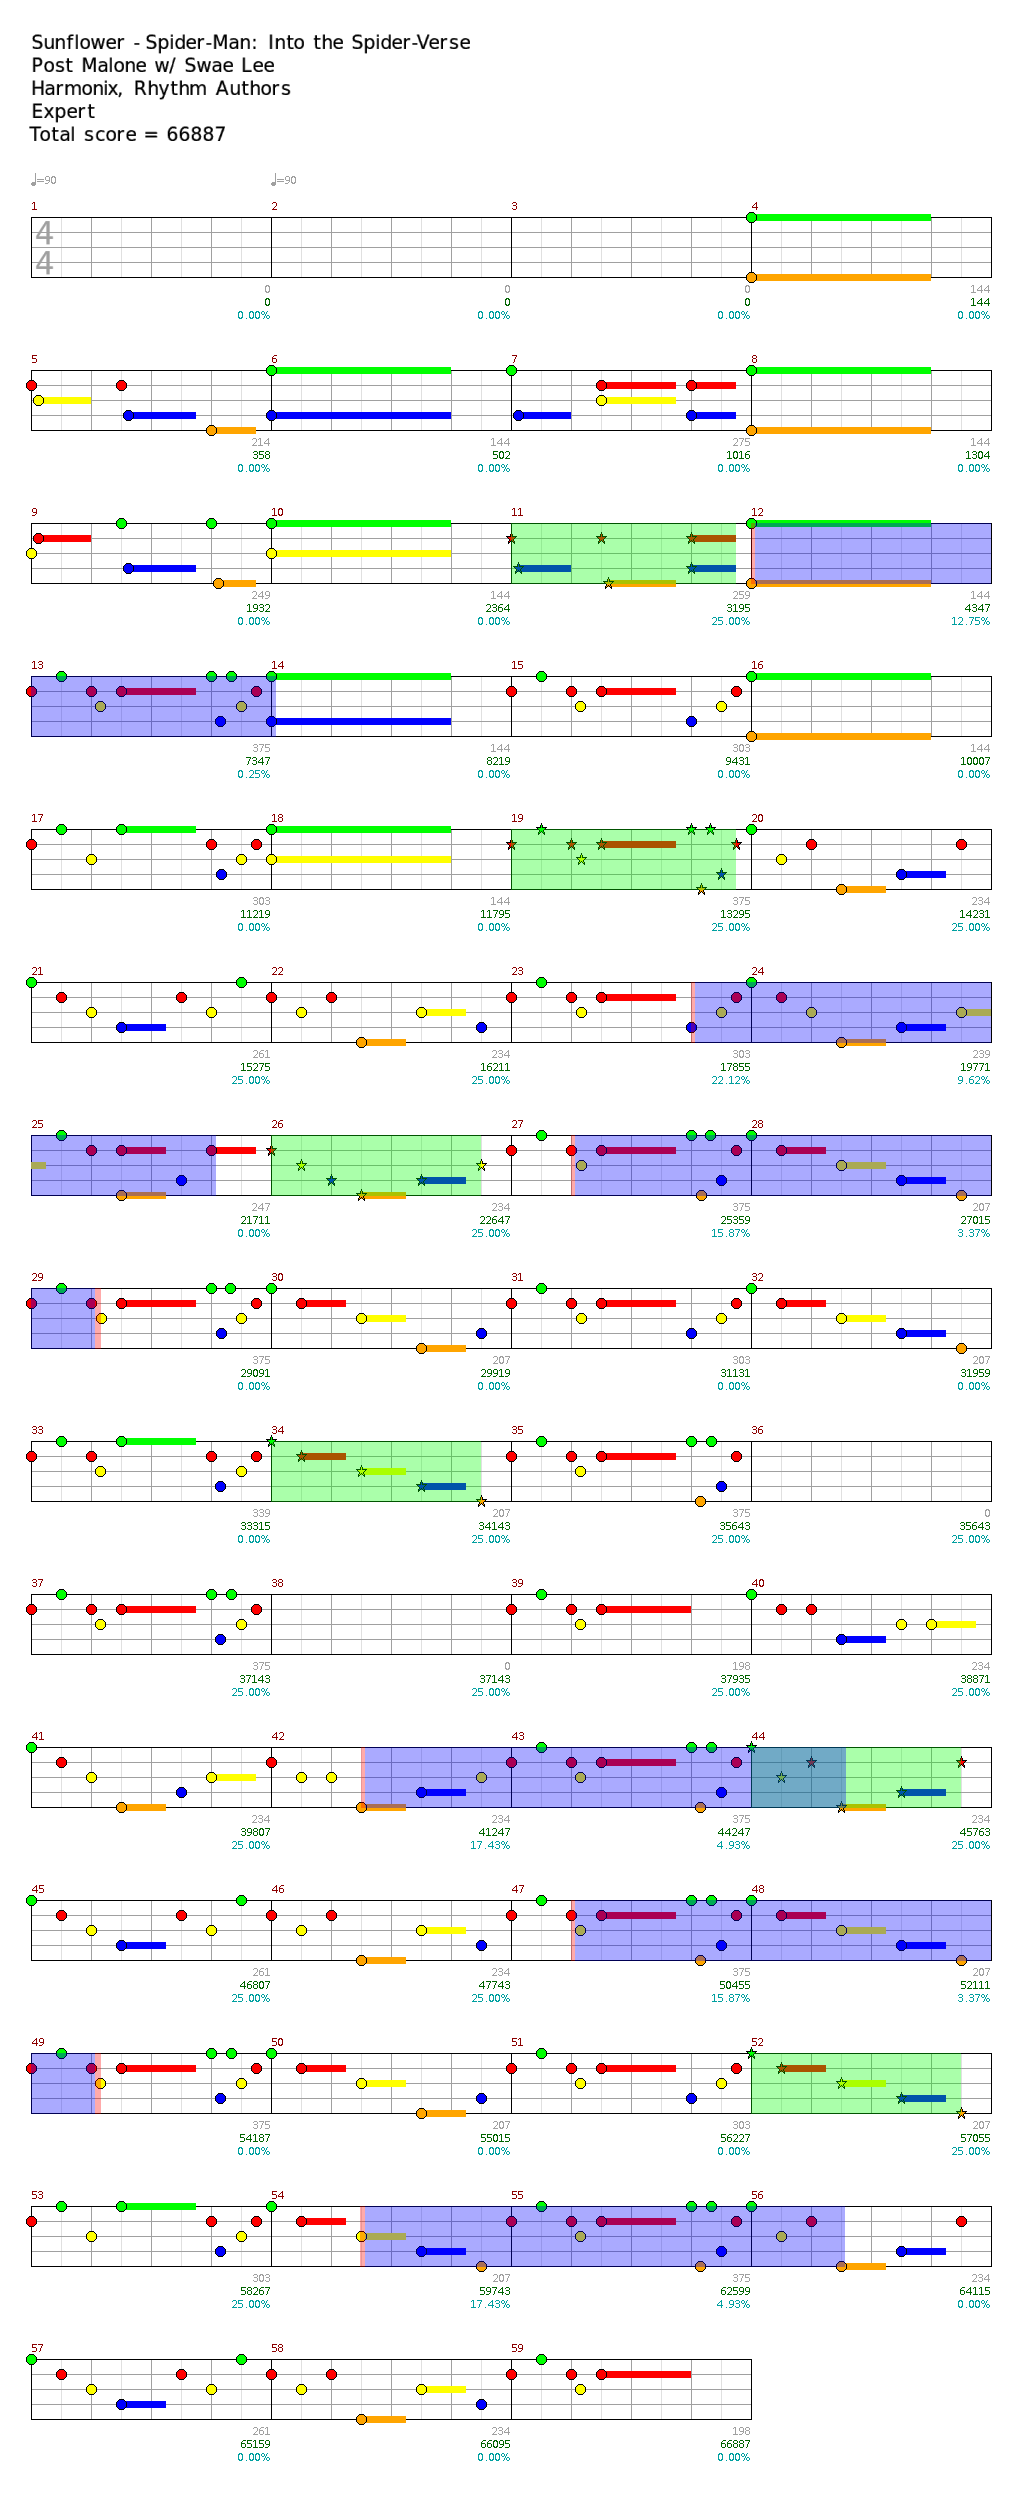 Sunflower - Spider-Man: Into the Spider-Verse
Post Malone w/ Swae Lee
Harmonix, Rhythm Authors
Expert
Total score = 66887
♩=90 ♩=90
1 2 3 4
4
4
0 0 0 144
0 0 0 144
0.00% 0.00% 0.00% 0.00%
5 6 7 8
214 144 275 144
358 502 1016 1304
0.00% 0.00% 0.00% 0.00%
9 10 11 12
249 144 259 144
1932 2364 3195 4347
0.00% 0.00% 25.00% 12.75%
13 14 15 16
375 144 303 144
7347 8219 9431 10007
0.25% 0.00% 0.00% 0.00%
17 18 19 20
303 144 375 234
11219 11795 13295 14231
0.00% 0.00% 25.00% 25.00%
21 22 23 24
261 234 303 239
15275 16211 17855 19771
25.00% 25.00% 22.12% 9.62%
25 26 27 28
247 234 375 207
21711 22647 25359 27015
0.00% 25.00% 15.87% 3.37%
29 30 31 32
375 207 303 207
29091 29919 31131 31959
0.00% 0.00% 0.00% 0.00%
33 34 35 36
339 207 375 0
33315 34143 35643 35643
0.00% 25.00% 25.00% 25.00%
37 38 39 40
375 0 198 234
37143 37143 37935 38871
25.00% 25.00% 25.00% 25.00%
41 42 43 44
234 234 375 234
39807 41247 44247 45763
25.00% 17.43% 4.93% 25.00%
45 46 47 48
261 234 375 207
46807 47743 50455 52111
25.00% 25.00% 15.87% 3.37%
49 50 51 52
375 207 303 207
54187 55015 56227 57055
0.00% 0.00% 0.00% 25.00%
53 54 55 56
303 207 375 234
58267 59743 62599 64115
25.00% 17.43% 4.93% 0.00%
57 58 59
261 234 198
65159 66095 66887
0.00% 0.00% 0.00%